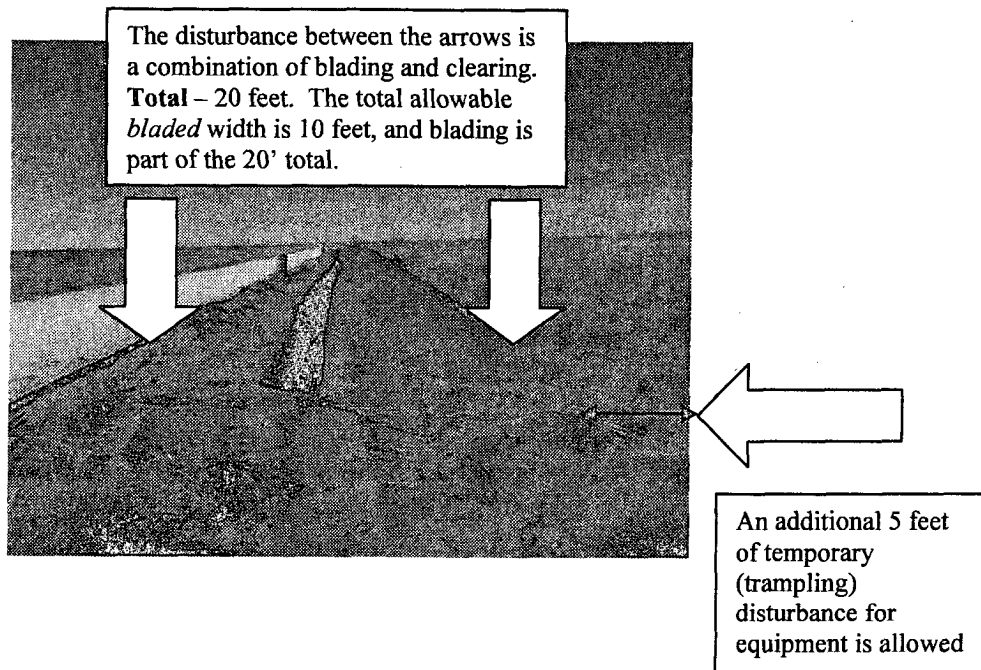 The disturbance between the arrows is
a combination of blading and clearing.
Total – 20 feet. The total allowable
bladed width is 10 feet, and blading is
part of the 20' total.
An additional 5 feet
of temporary
(trampling)
disturbance for
equipment is allowed